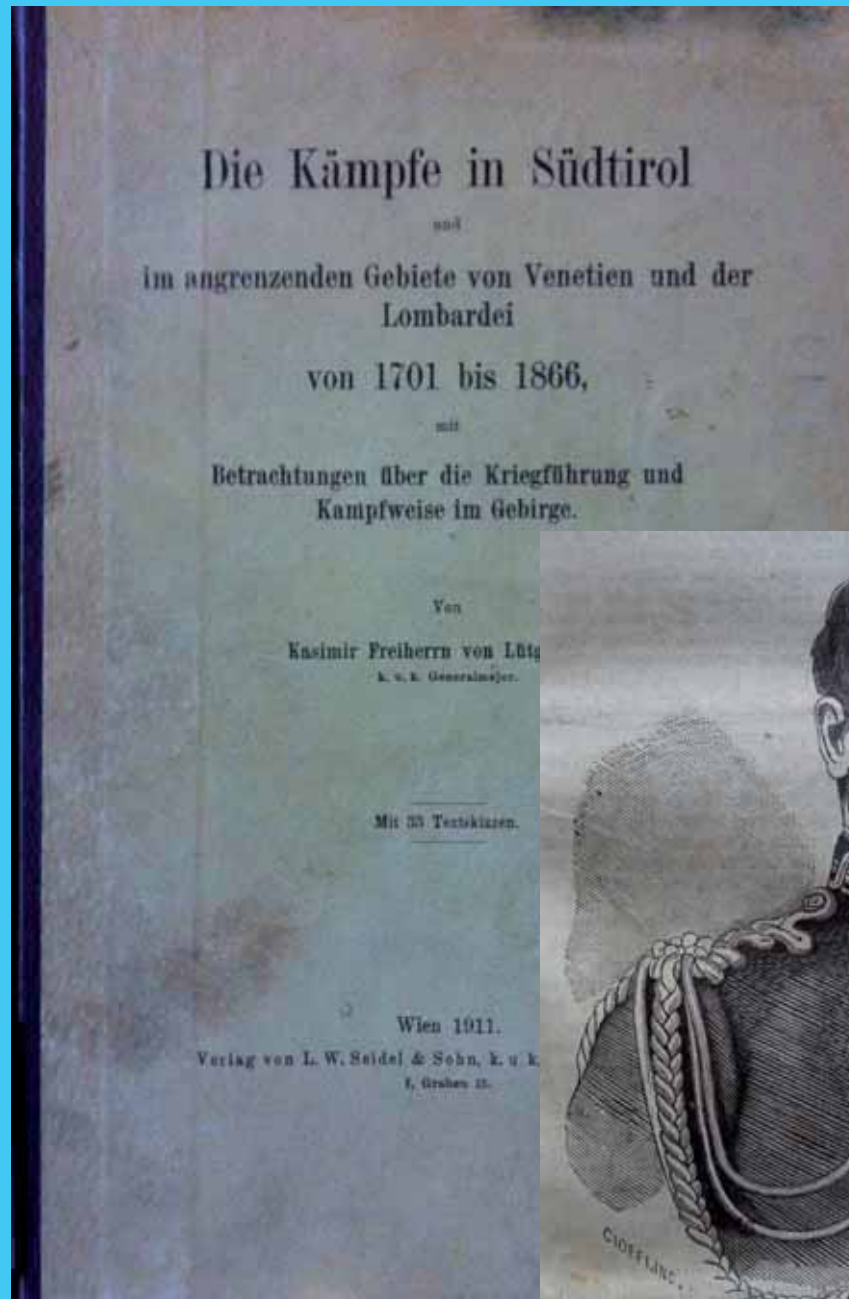 Die Kämpfe in Südtirol
und
im angrenzenden Gebiete von Venetien und der
Lombardei
von 1701 bis 1866,
mit
Betrachtungen über die Kriegführung und
Kampfweise im Gebirge.
Von
Kasimir Freiherrn von Lütg
k. u. k. Generalmajor.
Mit 33 Textskizzen.
Wien 1911.
Verlag von L. W. Seidel & Sohn, k. u. k.
I, Graben 13.
CIOFFI INC.